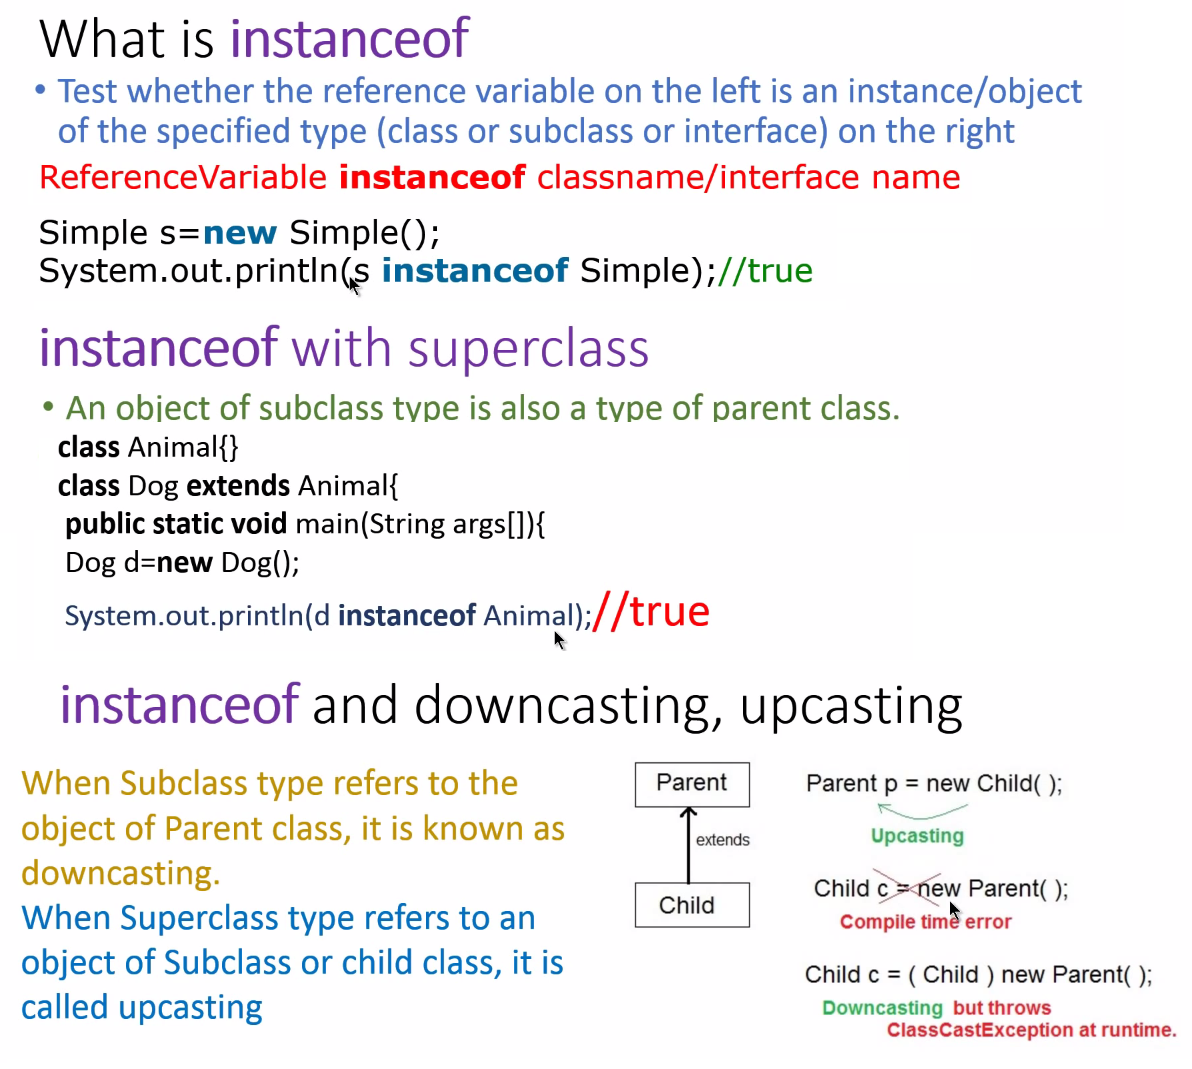 What is instanceof
• Test whether the reference variable on the left is an instance/object
of the specified type (class or subclass or interface) on the right
ReferenceVariable instanceof classname/interface name
Simple s=new Simple();
System.out.println(s instanceof Simple);//true
instanceof with superclass
• An object of subclass type is also a type of parent class.
class Animal{}
class Dog extends Animal{
public static void main(String args[]){
Dog d=new Dog();
System.out.println(d instanceof Animal);//true
instanceof and downcasting, upcasting
When Subclass type refers to the
object of Parent class, it is known as
downcasting.
When Superclass type refers to an
object of Subclass or child class, it is
called upcasting
Parent
extends
Child
Parent p = new Child( );
Upcasting
Child c = new Parent( );
Compile time error
Child c = ( Child ) new Parent( );
Downcasting but throws
ClassCastException at runtime.